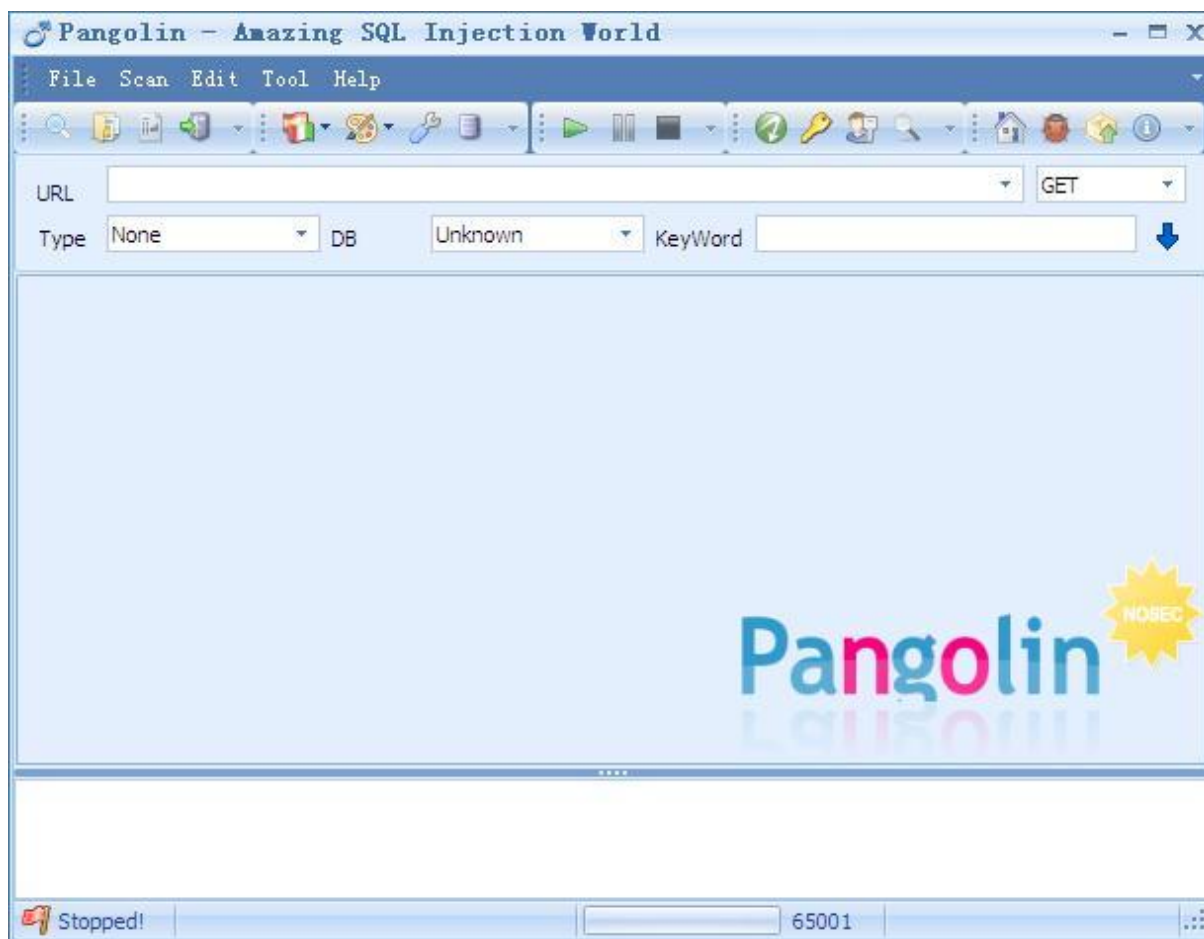 Pangolin - Amazing SQL Injection World
File Scan Edit Tool Help
URL GET
Type None DB Unknown KeyWord
NOSEC
Pangolin
Stopped! 65001